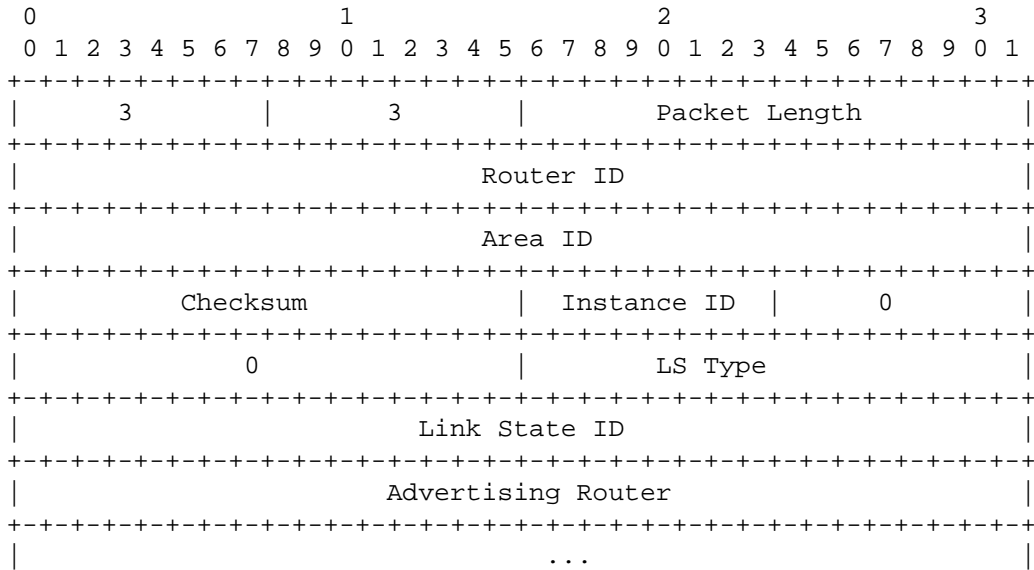 0                   1                   2                   3
0 1 2 3 4 5 6 7 8 9 0 1 2 3 4 5 6 7 8 9 0 1 2 3 4 5 6 7 8 9 0 1
+-+-+-+-+-+-+-+-+-+-+-+-+-+-+-+-+-+-+-+-+-+-+-+-+-+-+-+-+-+-+-+-+
|      3        |       3       |        Packet Length          |
+-+-+-+-+-+-+-+-+-+-+-+-+-+-+-+-+-+-+-+-+-+-+-+-+-+-+-+-+-+-+-+-+
|                             Router ID                         |
+-+-+-+-+-+-+-+-+-+-+-+-+-+-+-+-+-+-+-+-+-+-+-+-+-+-+-+-+-+-+-+-+
|                             Area ID                           |
+-+-+-+-+-+-+-+-+-+-+-+-+-+-+-+-+-+-+-+-+-+-+-+-+-+-+-+-+-+-+-+-+
|          Checksum             |  Instance ID  |      0        |
+-+-+-+-+-+-+-+-+-+-+-+-+-+-+-+-+-+-+-+-+-+-+-+-+-+-+-+-+-+-+-+-+
|              0                |        LS Type                |
+-+-+-+-+-+-+-+-+-+-+-+-+-+-+-+-+-+-+-+-+-+-+-+-+-+-+-+-+-+-+-+-+
|                         Link State ID                         |
+-+-+-+-+-+-+-+-+-+-+-+-+-+-+-+-+-+-+-+-+-+-+-+-+-+-+-+-+-+-+-+-+
|                       Advertising Router                      |
+-+-+-+-+-+-+-+-+-+-+-+-+-+-+-+-+-+-+-+-+-+-+-+-+-+-+-+-+-+-+-+-+
|                                 ...                           |